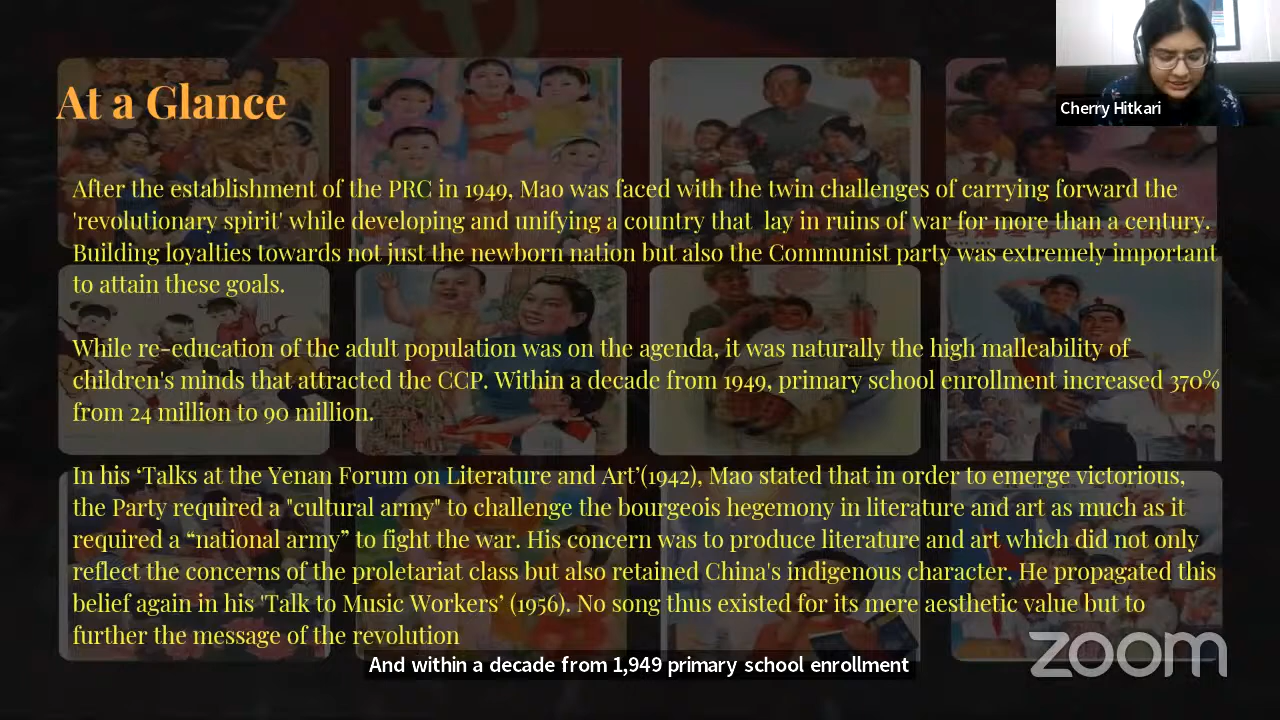 At a Glance
Cherry Hitkari
After the establishment of the PRC in 1949, Mao was faced with the twin challenges of carrying forward the
'revolutionary spirit' while developing and unifying a country that lay in ruins of war for more than a century.
Building loyalties towards not just the newborn nation but also the Communist party was extremely important
to attain these goals.
While re-education of the adult population was on the agenda, it was naturally the high malleability of
children's minds that attracted the CCP. Within a decade from 1949, primary school enrollment increased 370%
from 24 million to 90 million.
In his ‘Talks at the Yenan Forum on Literature and Art’(1942), Mao stated that in order to emerge victorious,
the Party required a "cultural army" to challenge the bourgeois hegemony in literature and art as much as it
required a “national army” to fight the war. His concern was to produce literature and art which did not only
reflect the concerns of the proletariat class but also retained China's indigenous character. He propagated this
belief again in his 'Talk to Music Workers’ (1956). No song thus existed for its mere aesthetic value but to
further the message of the revolution
And within a decade from 1,949 primary school enrollment
zoom